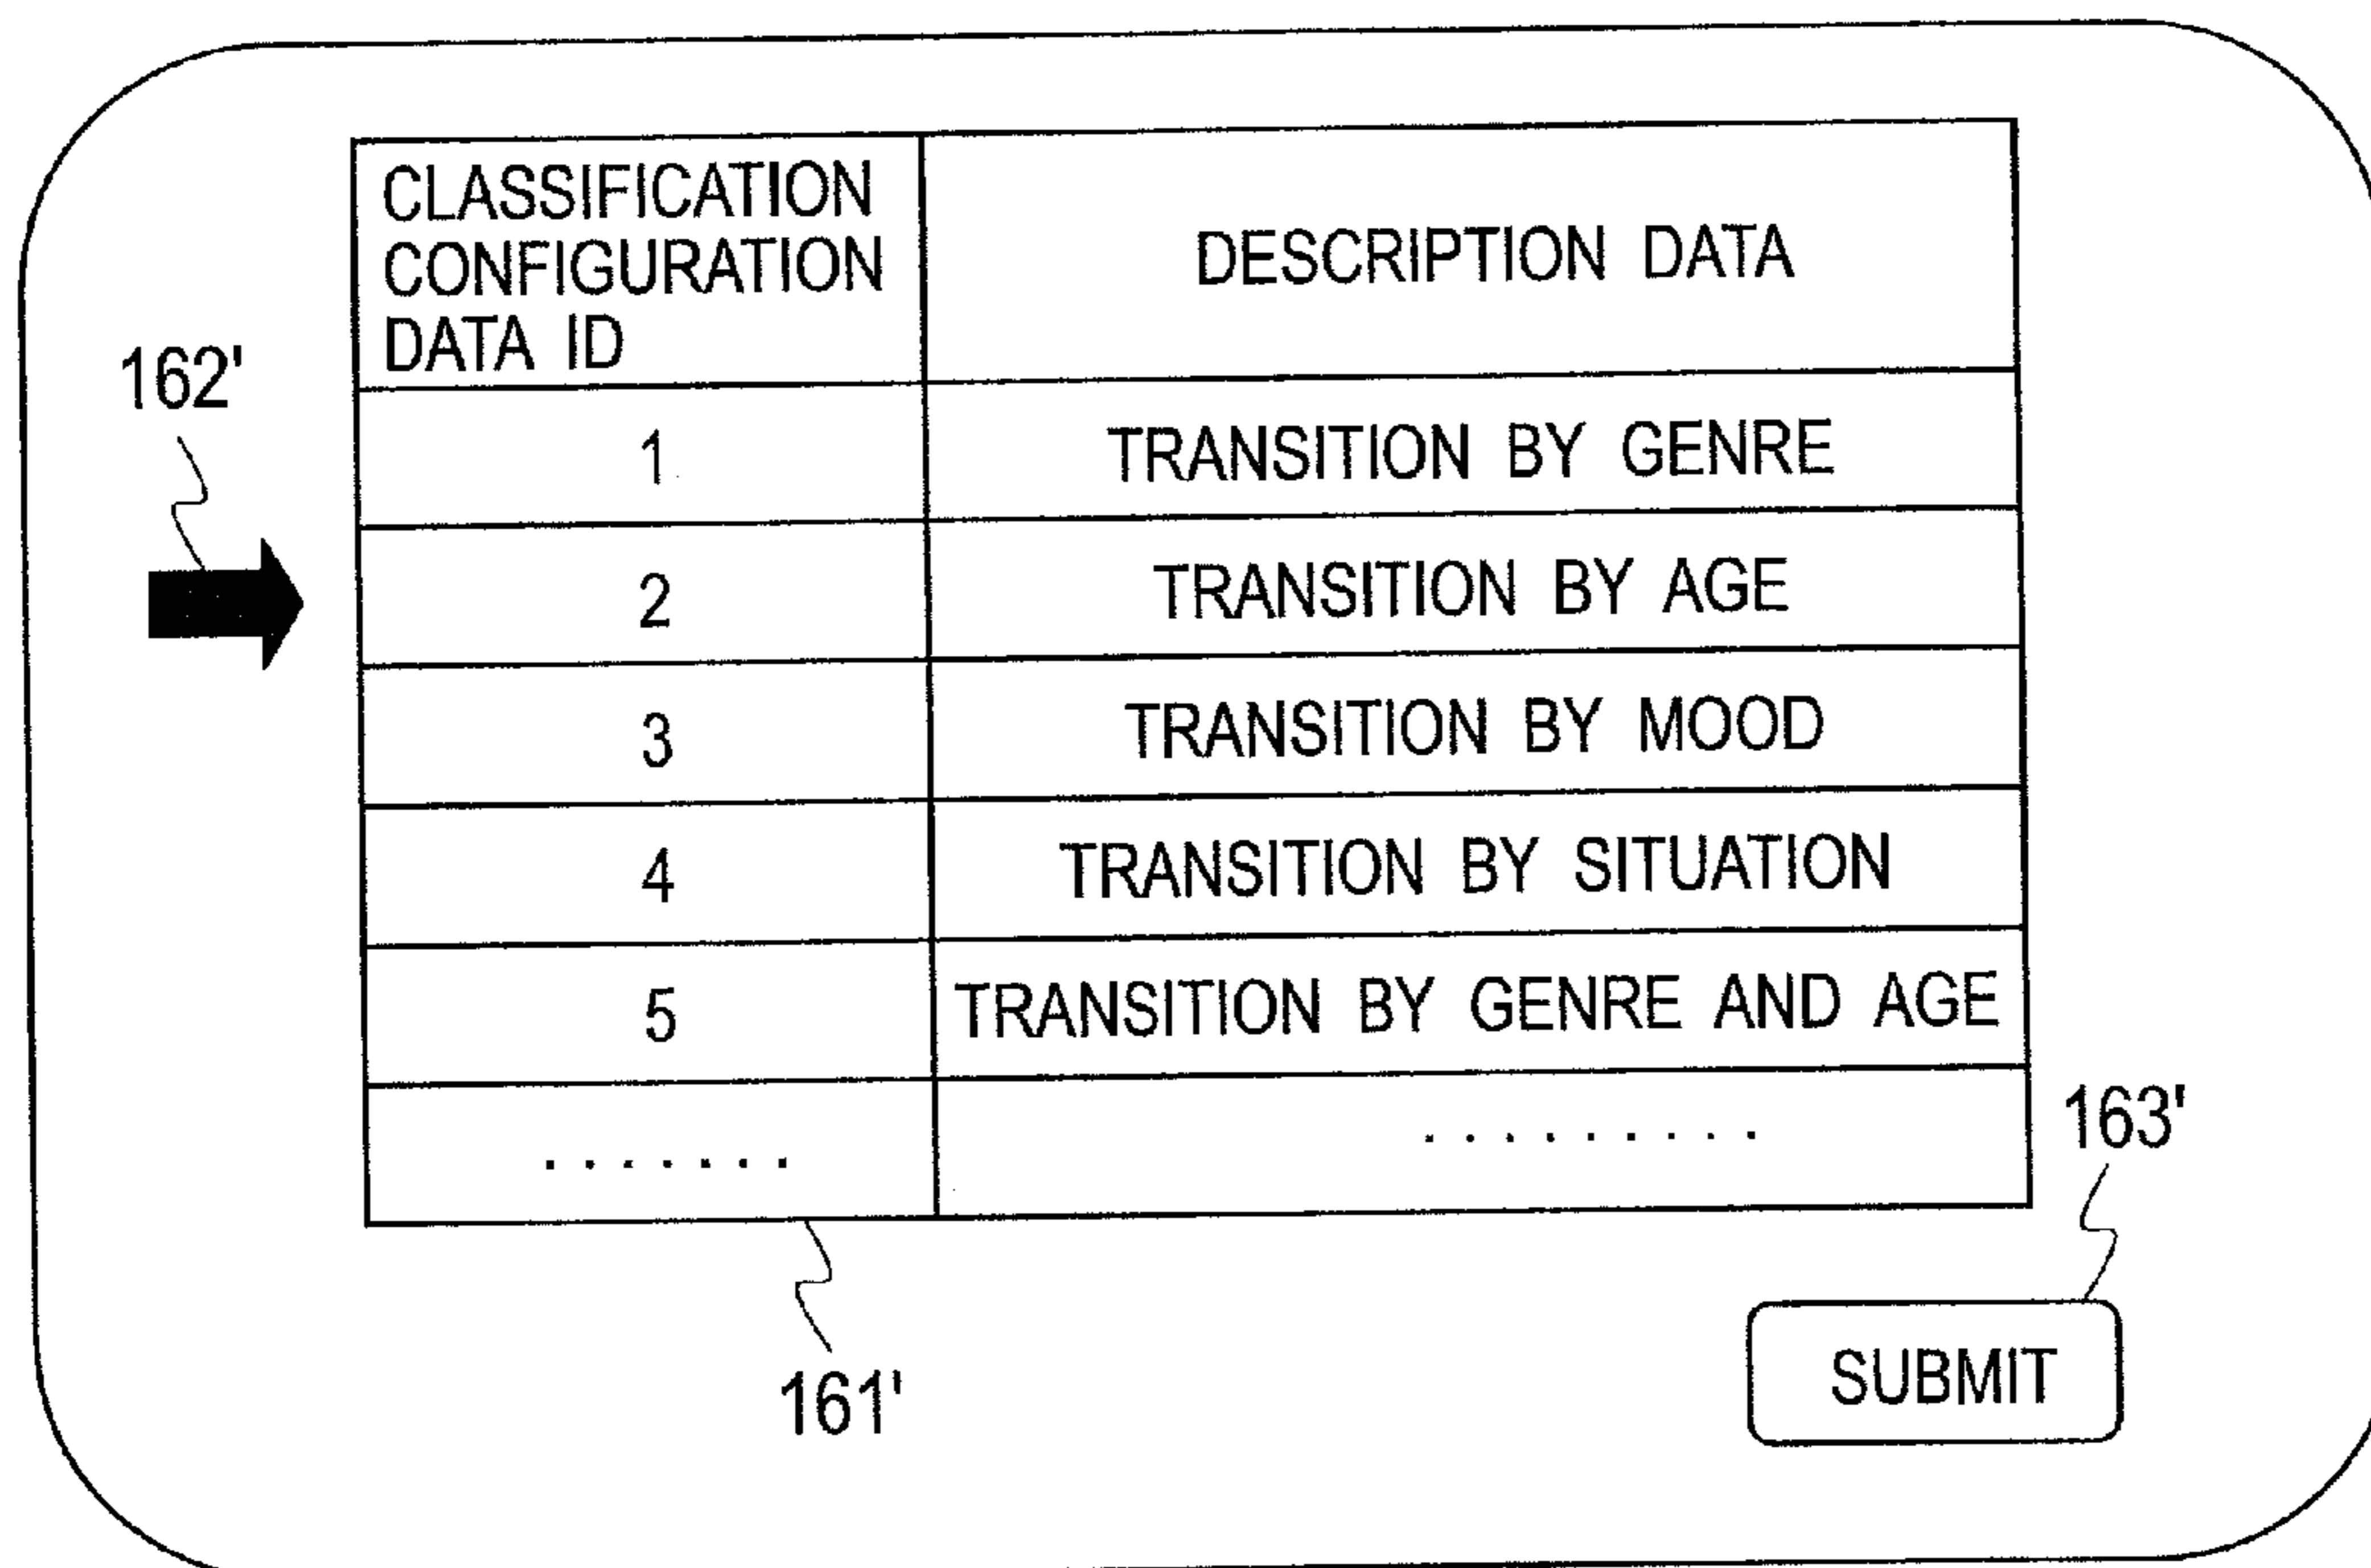 CLASSIFICATION
CONFIGURATION
DATA ID
DESCRIPTION DATA
162'
1
TRANSITION BY GENRE
2
TRANSITION BY AGE
3
TRANSITION BY MOOD
4
TRANSITION BY SITUATION
5
TRANSITION BY GENRE AND AGE
.......
.........
163'
161'
SUBMIT